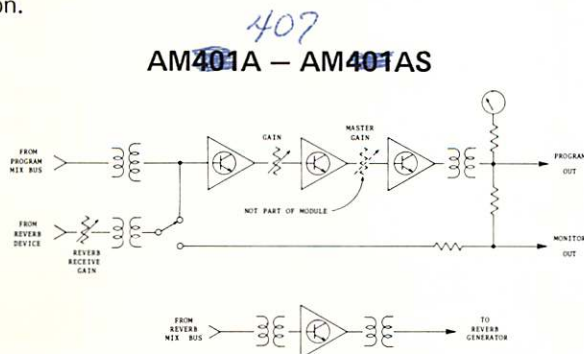 on.
407
AM401A – AM401AS
GAIN
MASTER
GAIN
FROM
PROGRAM
MIX BUS
PROGRAM
OUT
NOT PART OF MODULE
FROM
REVERB
DEVICE
REVERB
RECEIVE
GAIN
MONITOR
OUT
FROM
REVERB
MIX BUS
TO
REVERB
GENERATOR